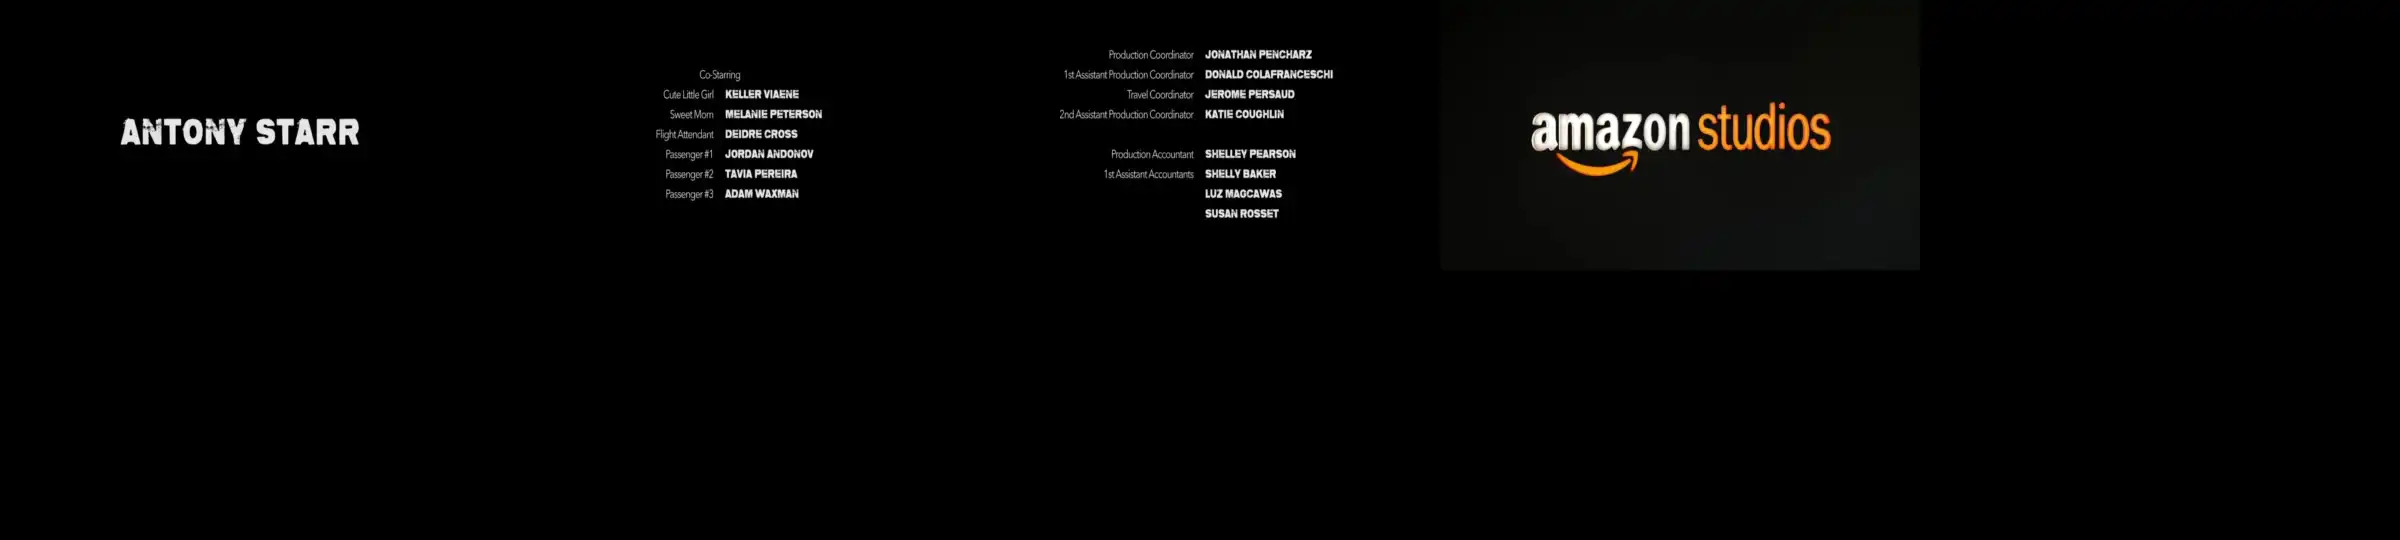 ANTONY STARR
Co-Starring
Cute Little Girl KELLER VIAENE
Sweet Mom MELANIE PETERSON
Flight Attendant DEIDRE CROSS
Passenger #1 JORDAN ANDONOV
Passenger #2 TAVIA PEREIRA
Passenger #3 ADAM WAXMAN
Production Coordinator JONATHAN PENCHARZ
1st Assistant Production Coordinator DONALD COLAFRANCESCHI
Travel Coordinator JEROME PERSAUD
2nd Assistant Production Coordinator KATIE COUGHLIN
Production Accountant SHELLEY PEARSON
1st Assistant Accountants SHELLY BAKER
LUZ MAGCAWAS
SUSAN ROSSET
amazon studios